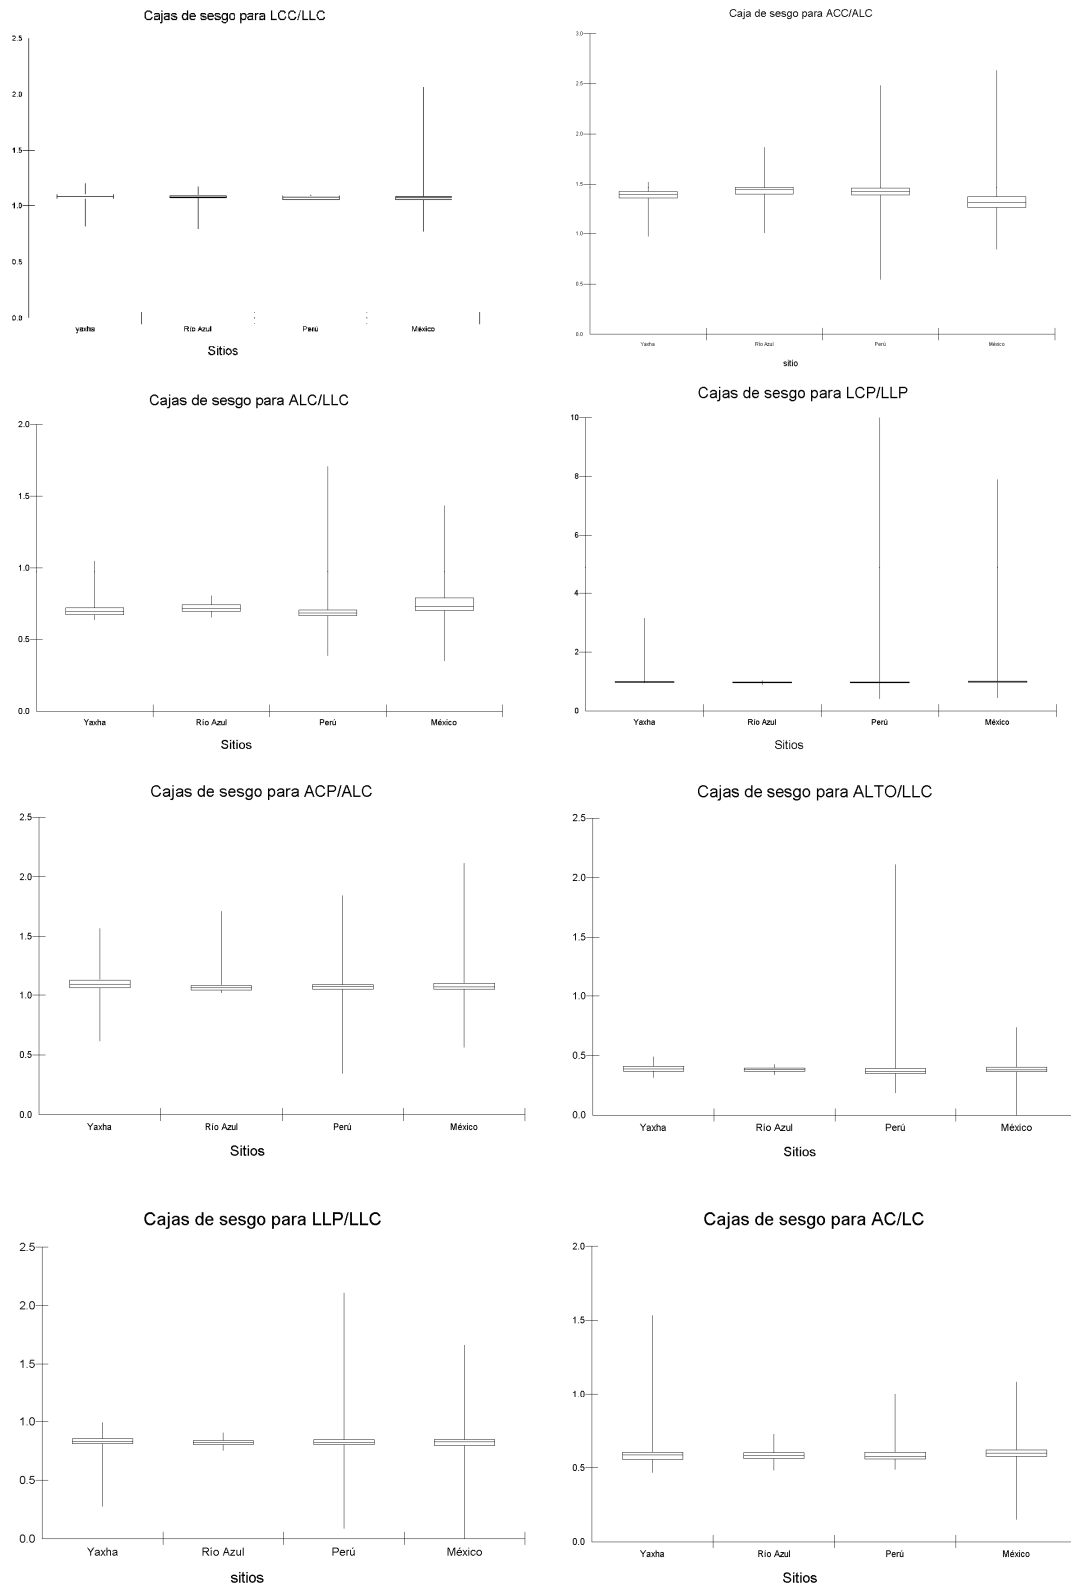 Cajas de sesgo para LCC/LLC
2.5
2.0
1.5
1.0
0.5
0.0
yaxha Río Azul Perú México
Sitios
Caja de sesgo para ACC/ALC
3.0
2.5
2.0
1.5
1.0
0.5
0.0
Yaxha Río Azul Perú México
sitio
Cajas de sesgo para ALC/LLC
2.0
1.5
1.0
0.5
0.0
Yaxha Río Azul Perú México
Sitios
Cajas de sesgo para LCP/LLP
10
8
6
4
2
0
Yaxha Río Azul Perú México
Sitios
Cajas de sesgo para ACP/ALC
2.5
2.0
1.5
1.0
0.5
0.0
Yaxha Río Azul Perú México
Sitios
Cajas de sesgo para ALTO/LLC
2.5
2.0
1.5
1.0
0.5
0.0
Yaxha Río Azul Perú México
Sitios
Cajas de sesgo para LLP/LLC
2.5
2.0
1.5
1.0
0.5
0.0
Yaxha Río Azul Perú México
sitios
Cajas de sesgo para AC/LC
2.0
1.5
1.0
0.5
0.0
Yaxha Río Azul Perú México
Sitios